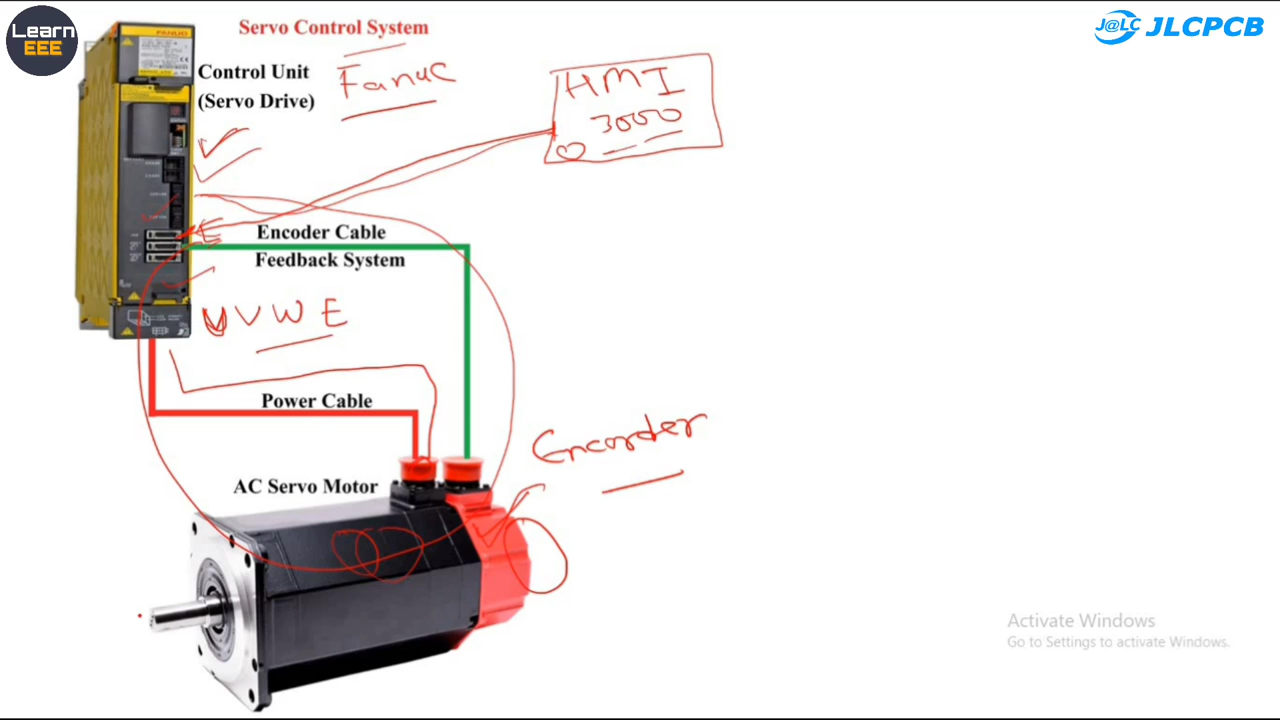 Learn
EEE
Servo Control System
J@LC JLCPCB
FANUC
Control Unit
(Servo Drive)
Fanuc
HMI
3000
Encoder Cable
Feedback System
UVWE
Power Cable
Encorder
AC Servo Motor
Activate Windows
Go to Settings to activate Windows.